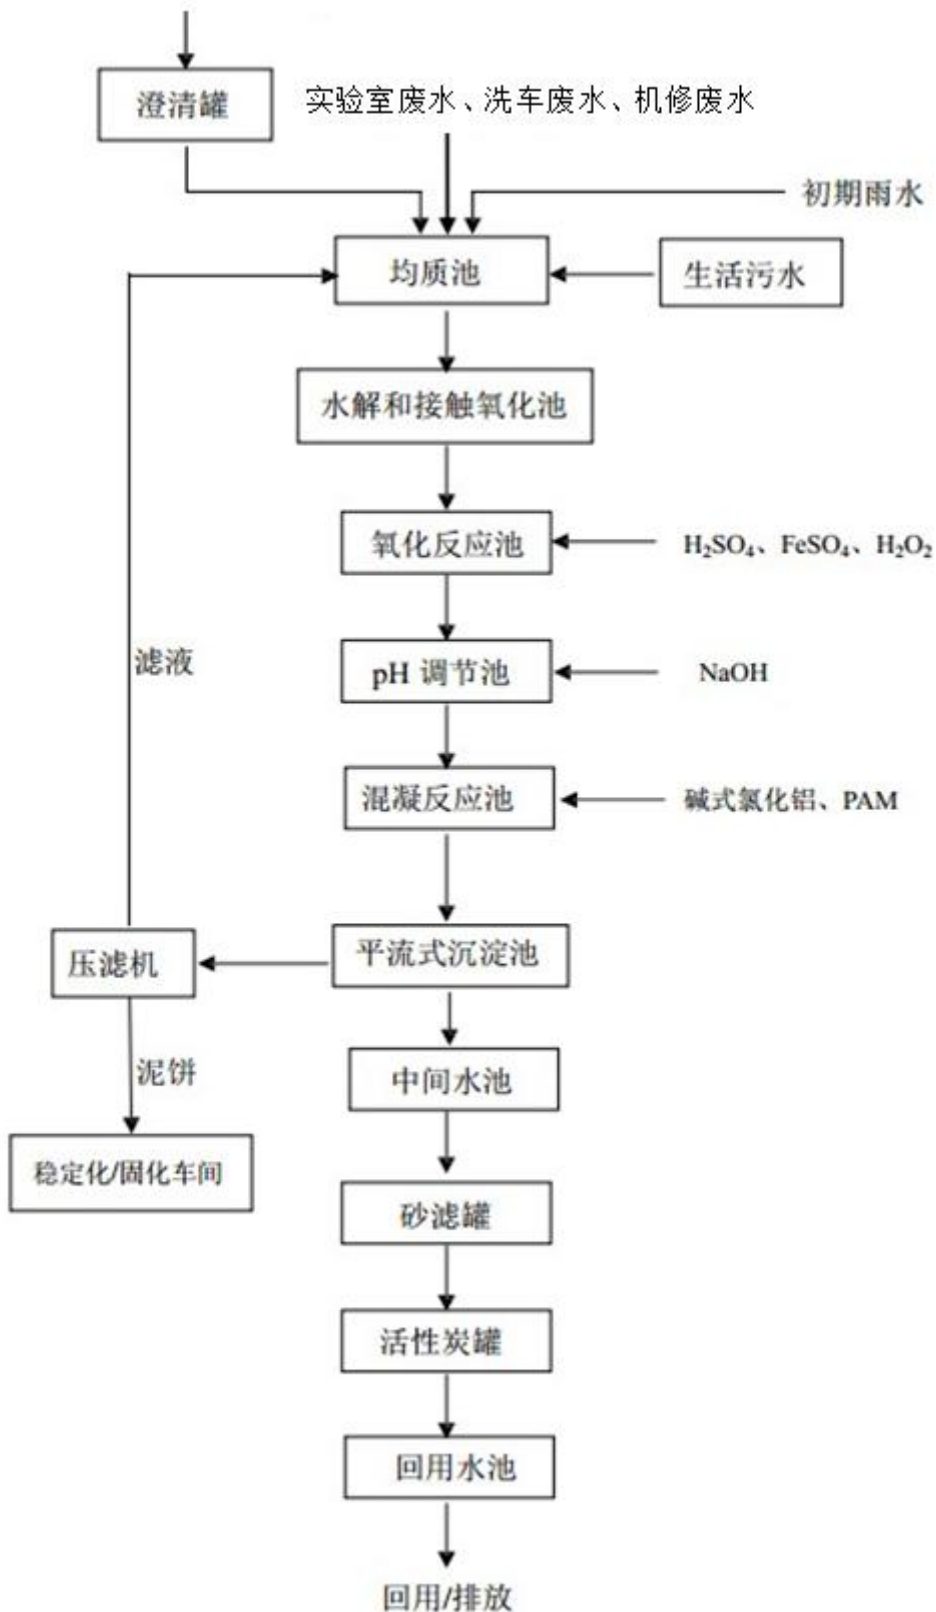 澄清罐
实验室废水、洗车废水、机修废水
初期雨水
均质池
生活污水
水解和接触氧化池
氧化反应池
H₂SO₄、FeSO₄、H₂O₂
滤液
pH 调节池
NaOH
混凝反应池
碱式氯化铝、PAM
压滤机
平流式沉淀池
泥饼
中间水池
稳定化/固化车间
砂滤罐
活性炭罐
回用水池
回用/排放